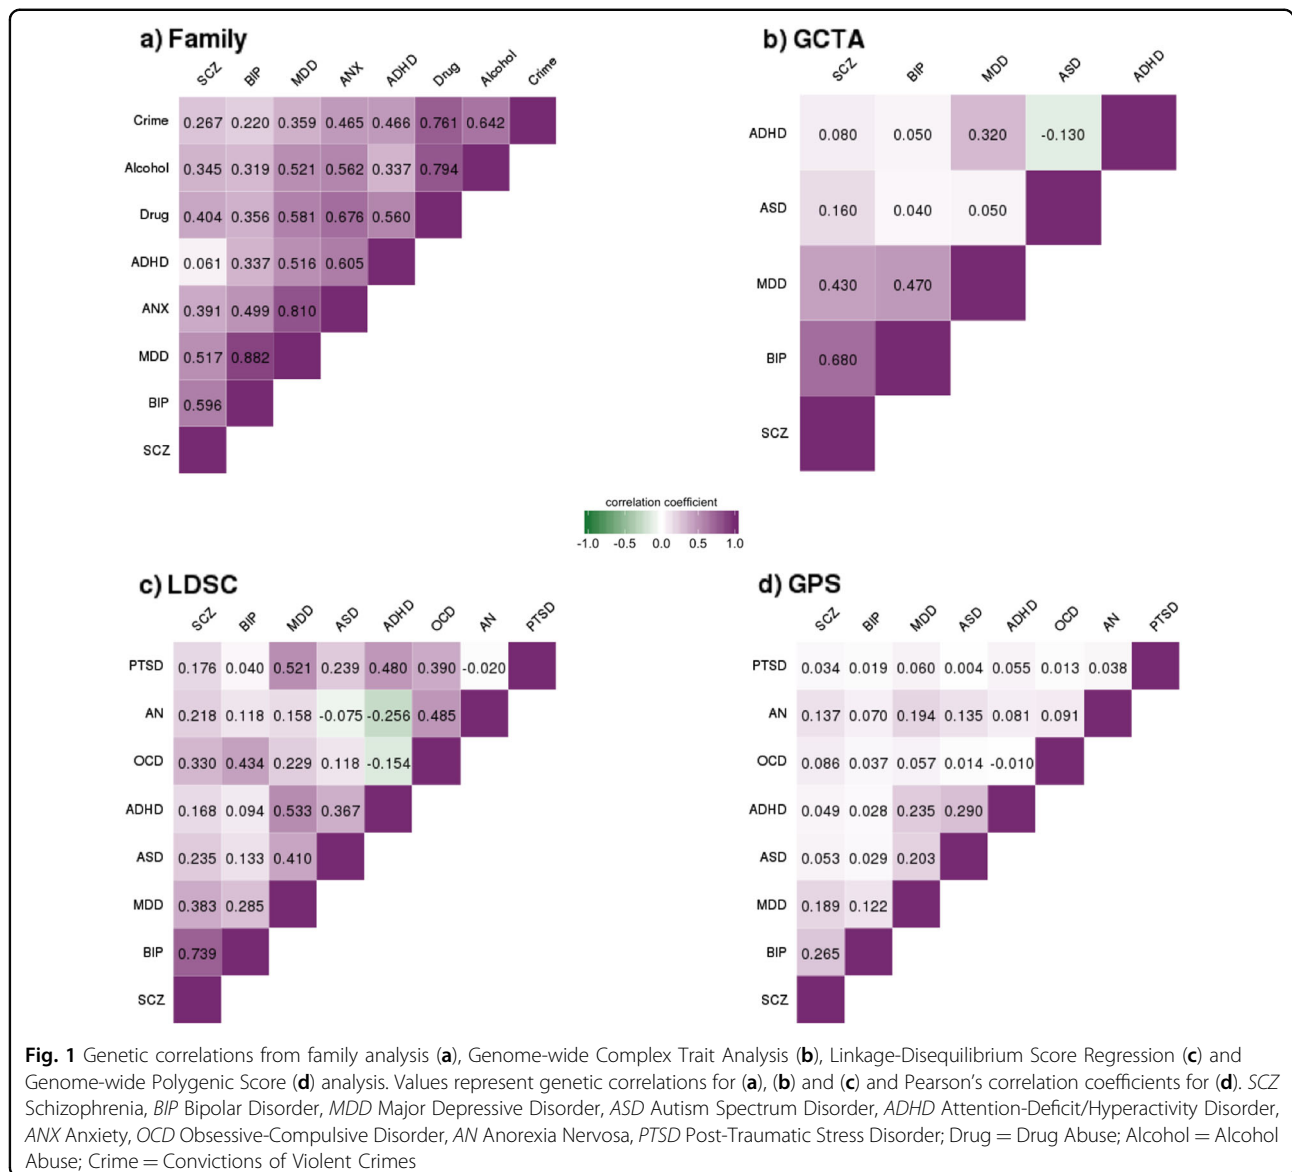 a) Family
SCZ BIP MDD ANX ADHD Drug Alcohol Crime
Crime 0.267 0.220 0.359 0.465 0.466 0.761 0.642
Alcohol 0.345 0.319 0.521 0.562 0.337 0.794
Drug 0.404 0.356 0.581 0.676 0.560
ADHD 0.061 0.337 0.516 0.605
ANX 0.391 0.499 0.810
MDD 0.517 0.882
BIP 0.596
SCZ
b) GCTA
SCZ BIP MDD ASD ADHD
ADHD 0.080 0.050 0.320 -0.130
ASD 0.160 0.040 0.050
MDD 0.430 0.470
BIP 0.680
SCZ
correlation coefficient
-1.0 -0.5 0.0 0.5 1.0
c) LDSC
SCZ BIP MDD ASD ADHD OCD AN PTSD
PTSD 0.176 0.040 0.521 0.239 0.480 0.390 -0.020
AN 0.218 0.118 0.158 -0.075 -0.256 0.485
OCD 0.330 0.434 0.229 0.118 -0.154
ADHD 0.168 0.094 0.533 0.367
ASD 0.235 0.133 0.410
MDD 0.383 0.285
BIP 0.739
SCZ
d) GPS
SCZ BIP MDD ASD ADHD OCD AN PTSD
PTSD 0.034 0.019 0.060 0.004 0.055 0.013 0.038
AN 0.137 0.070 0.194 0.135 0.081 0.091
OCD 0.086 0.037 0.057 0.014 -0.010
ADHD 0.049 0.028 0.235 0.290
ASD 0.053 0.029 0.203
MDD 0.189 0.122
BIP 0.265
SCZ
Fig. 1 Genetic correlations from family analysis (a), Genome-wide Complex Trait Analysis (b), Linkage-Disequilibrium Score Regression (c) and
Genome-wide Polygenic Score (d) analysis. Values represent genetic correlations for (a), (b) and (c) and Pearson's correlation coefficients for (d). SCZ
Schizophrenia, BIP Bipolar Disorder, MDD Major Depressive Disorder, ASD Autism Spectrum Disorder, ADHD Attention-Deficit/Hyperactivity Disorder,
ANX Anxiety, OCD Obsessive-Compulsive Disorder, AN Anorexia Nervosa, PTSD Post-Traumatic Stress Disorder; Drug = Drug Abuse; Alcohol = Alcohol
Abuse; Crime = Convictions of Violent Crimes